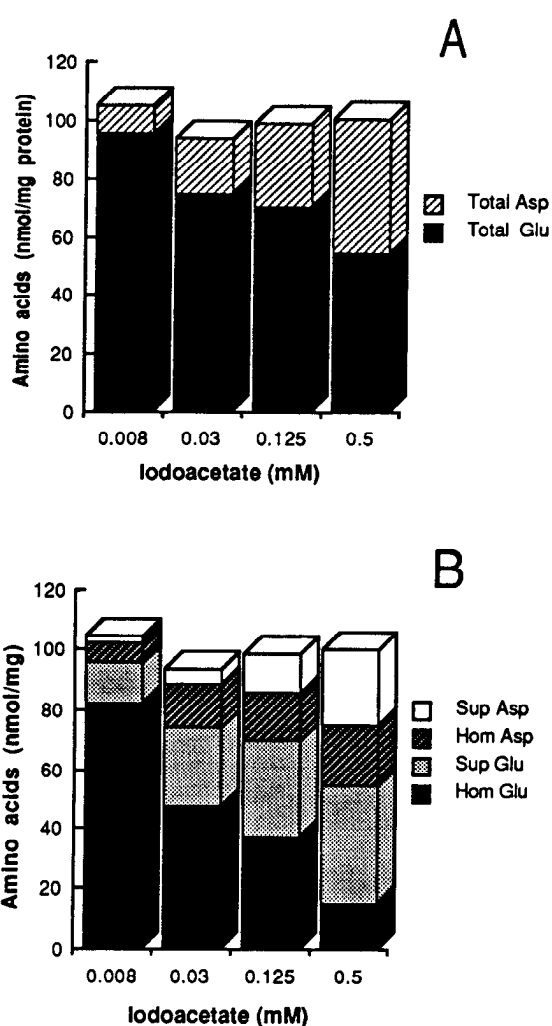 A
120
100
80
60
40
20
0
Amino acids (nmol/mg protein)
Total Asp
Total Glu
0.008 0.03 0.125 0.5
Iodoacetate (mM)
B
120
100
80
60
40
20
0
Amino acids (nmol/mg)
Sup Asp
Hom Asp
Sup Glu
Hom Glu
0.008 0.03 0.125 0.5
Iodoacetate (mM)